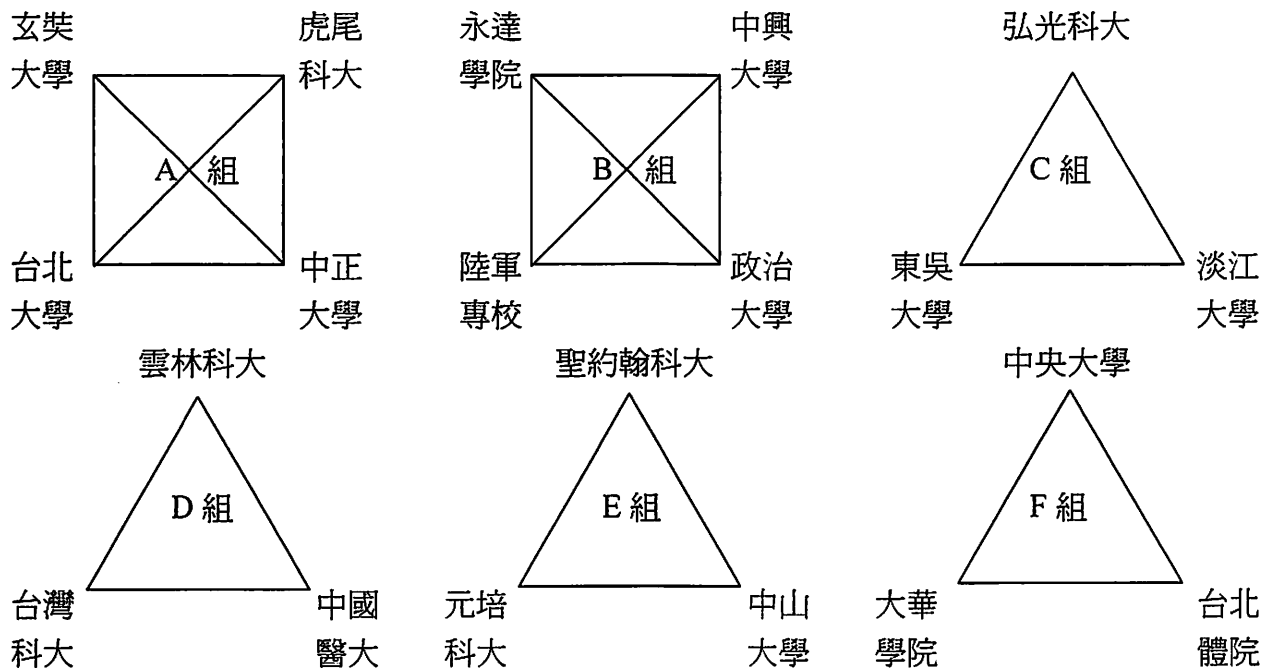 玄奘
大學
虎尾
科大
永達
學院
中興
大學
弘光科大
A 組
B 組
C 組
台北
大學
中正
大學
陸軍
專校
政治
大學
東吳
大學
淡江
大學
雲林科大
聖約翰科大
中央大學
D 組
E 組
F 組
台灣
科大
中國
醫大
元培
科大
中山
大學
大華
學院
台北
體院